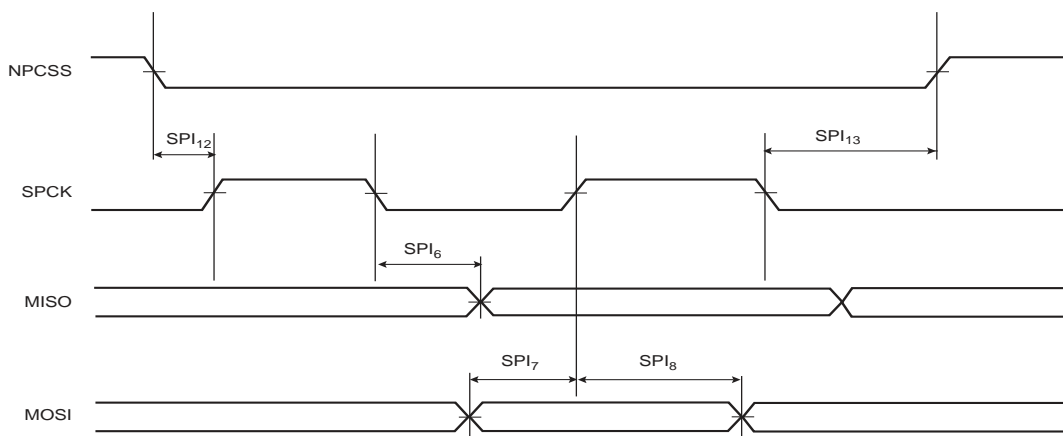 NPCSS
SPI₁₂
SPI₁₃
SPCK
SPI₆
MISO
SPI₇
SPI₈
MOSI